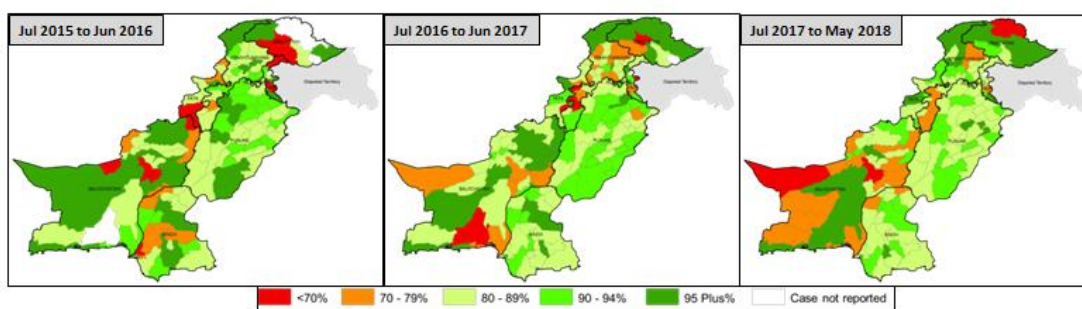 Jul 2015 to Jun 2016
Jul 2016 to Jun 2017
Jul 2017 to May 2018
Disputed Territory
Disputed Territory
Disputed Territory
PUNJAB
PUNJAB
PUNJAB
BALOCHISTAN
BALOCHISTAN
BALOCHISTAN
SINDH
SINDH
SINDH
<70%
70 - 79%
80 - 89%
90 - 94%
95 Plus%
Case not reported